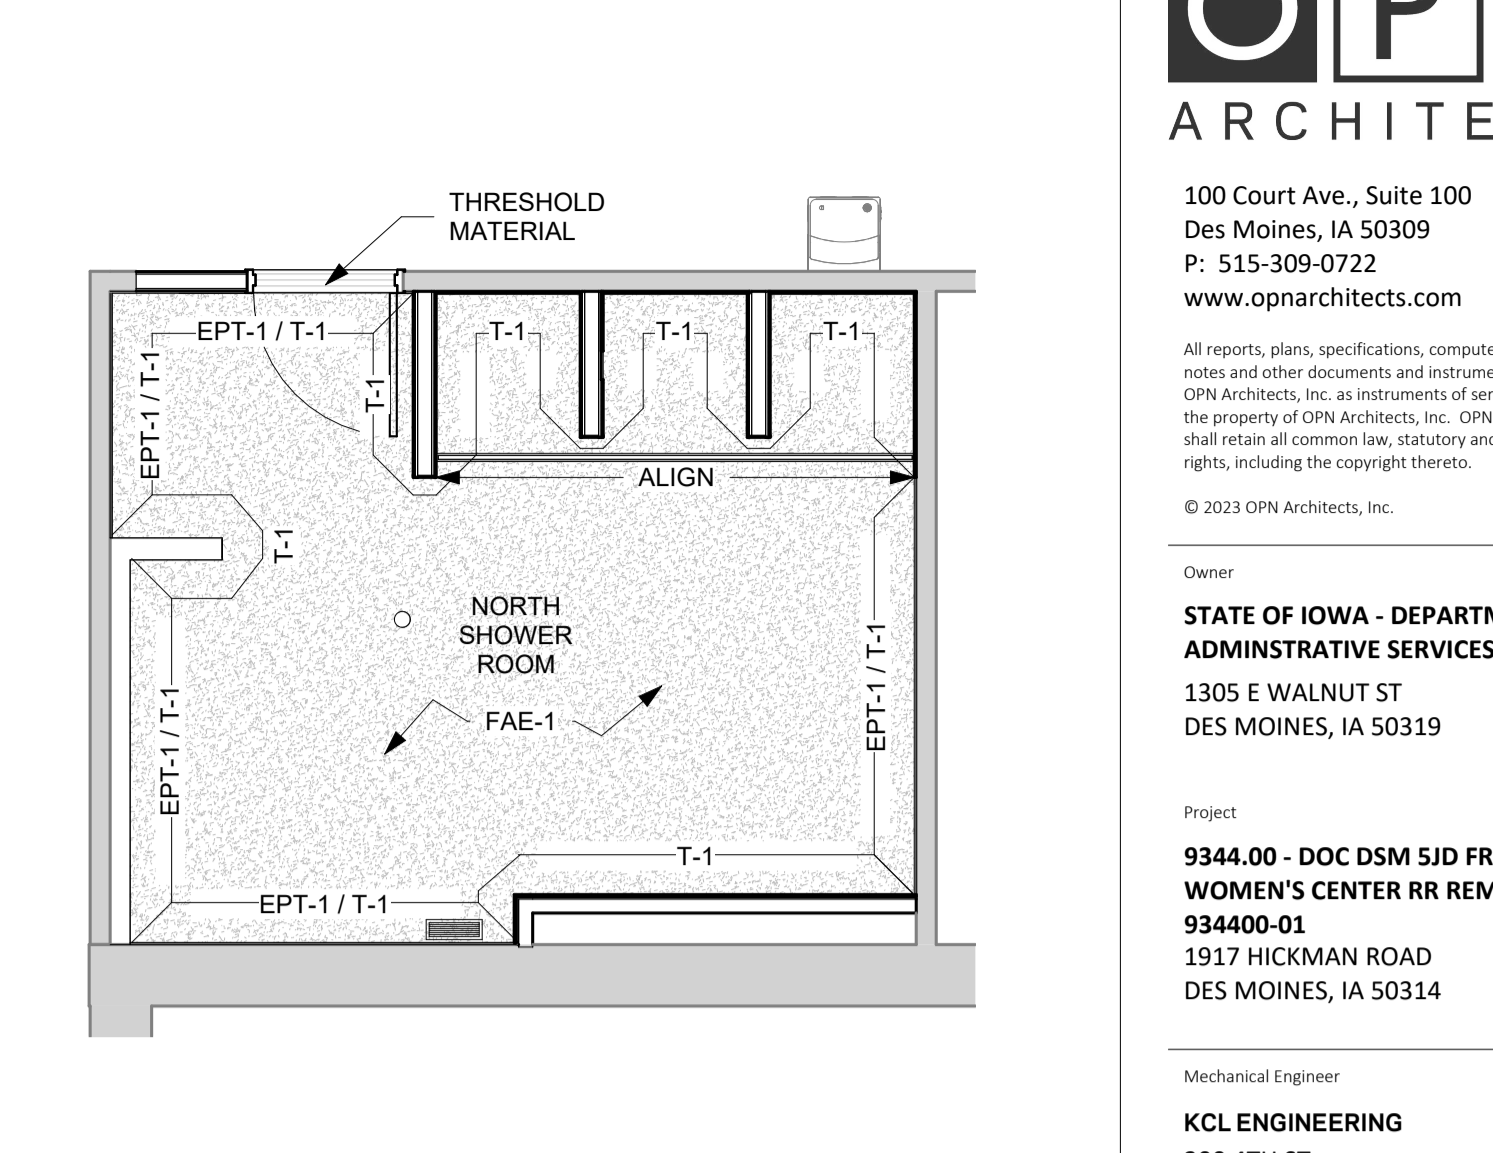 THRESHOLD
MATERIAL
EPT-1 / T-1
T-1
T-1
T-1
EPT-1 / T-1
T-1
ALIGN
T-1
NORTH
SHOWER
ROOM
EPT-1 / T-1
EPT-1 / T-1
FAE-1
T-1
EPT-1 / T-1
O P
ARCHITE
100 Court Ave., Suite 100
Des Moines, IA 50309
P: 515-309-0722
www.opnarchitects.com
All reports, plans, specifications, compute
notes and other documents and instrume
OPN Architects, Inc. as instruments of ser
the property of OPN Architects, Inc. OPN
shall retain all common law, statutory and
rights, including the copyright thereto.
© 2023 OPN Architects, Inc.
Owner
STATE OF IOWA - DEPARTM
ADMINSTRATIVE SERVICES
1305 E WALNUT ST
DES MOINES, IA 50319
Project
9344.00 - DOC DSM 5JD FR
WOMEN'S CENTER RR REM
934400-01
1917 HICKMAN ROAD
DES MOINES, IA 50314
Mechanical Engineer
KCL ENGINEERING